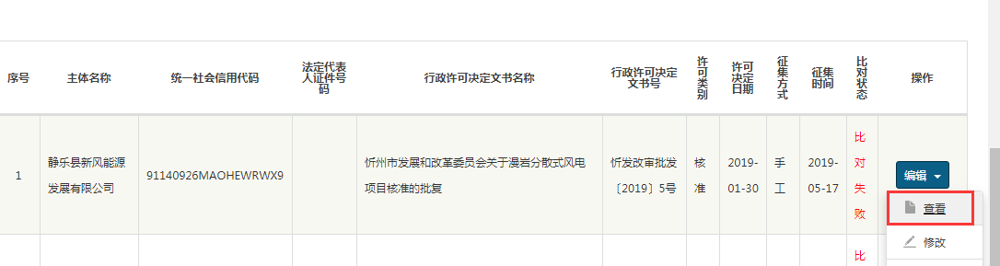 序号
主体名称
统一社会信用代码
法定代表
人证件号
码
行政许可决定文书名称
行政许可决定
文书号
许
可
类
别
许可
决定
日期
征
集
方
式
征集
时间
比
对
状
态
操作
1
静乐县新风能源
发展有限公司
91140926MAOHEWRWX9
忻州市发展和改革委员会关于漫岩分散式风电
项目核准的批复
忻发改审批发
〔2019〕5号
核
准
2019-
01-30
手
工
2019-
05-17
比
对
失
败
编辑
查看
修改
比